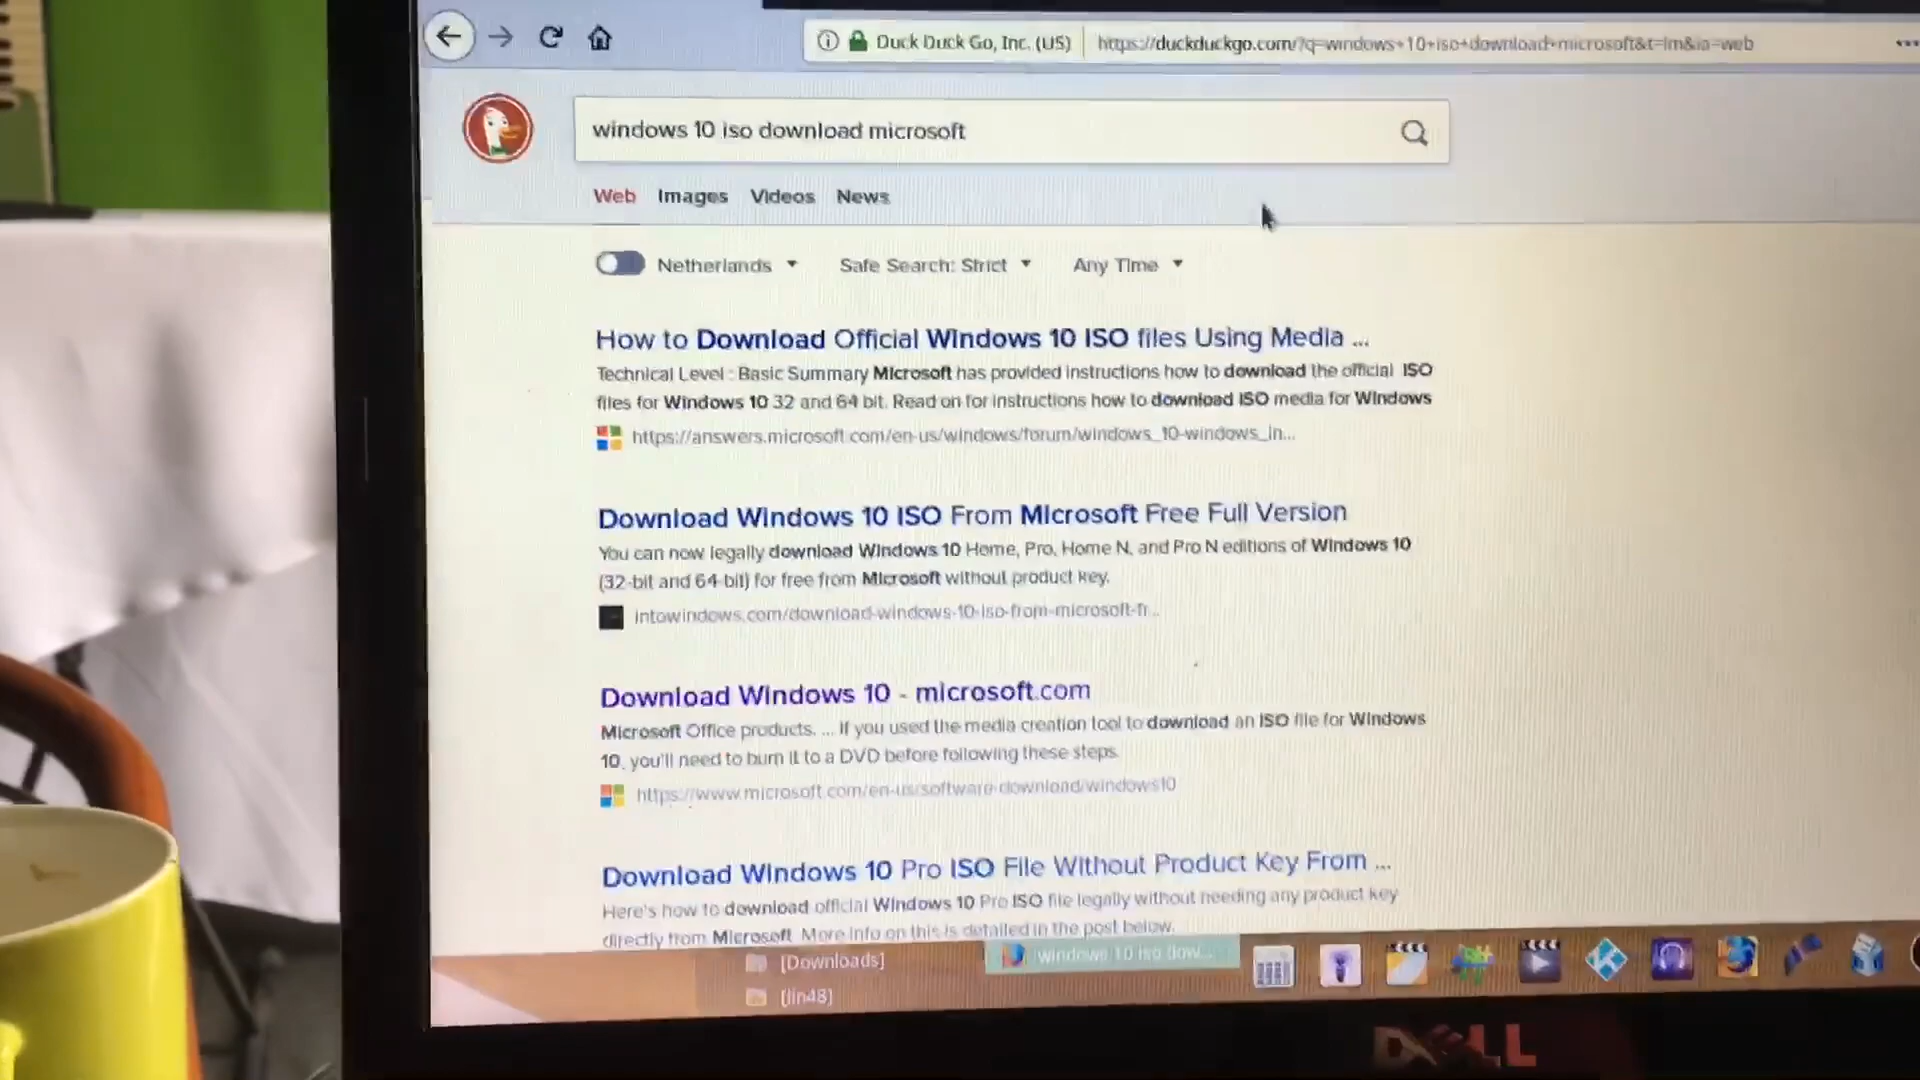 Duck Duck Go, Inc. (US) https://duckduckgo.com/?q=windows+10+iso+download+microsoft&t=lm&ia=web
windows 10 iso download microsoft
Web Images Videos News
Netherlands Safe Search: Strict Any Time
How to Download Official Windows 10 ISO files Using Media ...
Technical Level : Basic Summary Microsoft has provided instructions how to download the official ISO
files for Windows 10 32 and 64 bit. Read on for instructions how to download ISO media for Windows
https://answers.microsoft.com/en-us/windows/forum/windows_10-windows_in...
Download Windows 10 ISO From Microsoft Free Full Version
You can now legally download Windows 10 Home, Pro, Home N, and Pro N editions of Windows 10
(32-bit and 64-bit) for free from Microsoft without product key.
intowindows.com/download-windows-10-iso-from-microsoft-fr...
Download Windows 10 - microsoft.com
Microsoft Office products. ... If you used the media creation tool to download an ISO file for Windows
10, you'll need to burn it to a DVD before following these steps.
https://www.microsoft.com/en-us/software-download/windows10
Download Windows 10 Pro ISO File Without Product Key From ...
Here's how to download official Windows 10 Pro ISO file legally without needing any product key
directly from Microsoft. More info on this is detailed in the post below.
[Downloads] windows 10 iso dow...
[lin48]
DELL